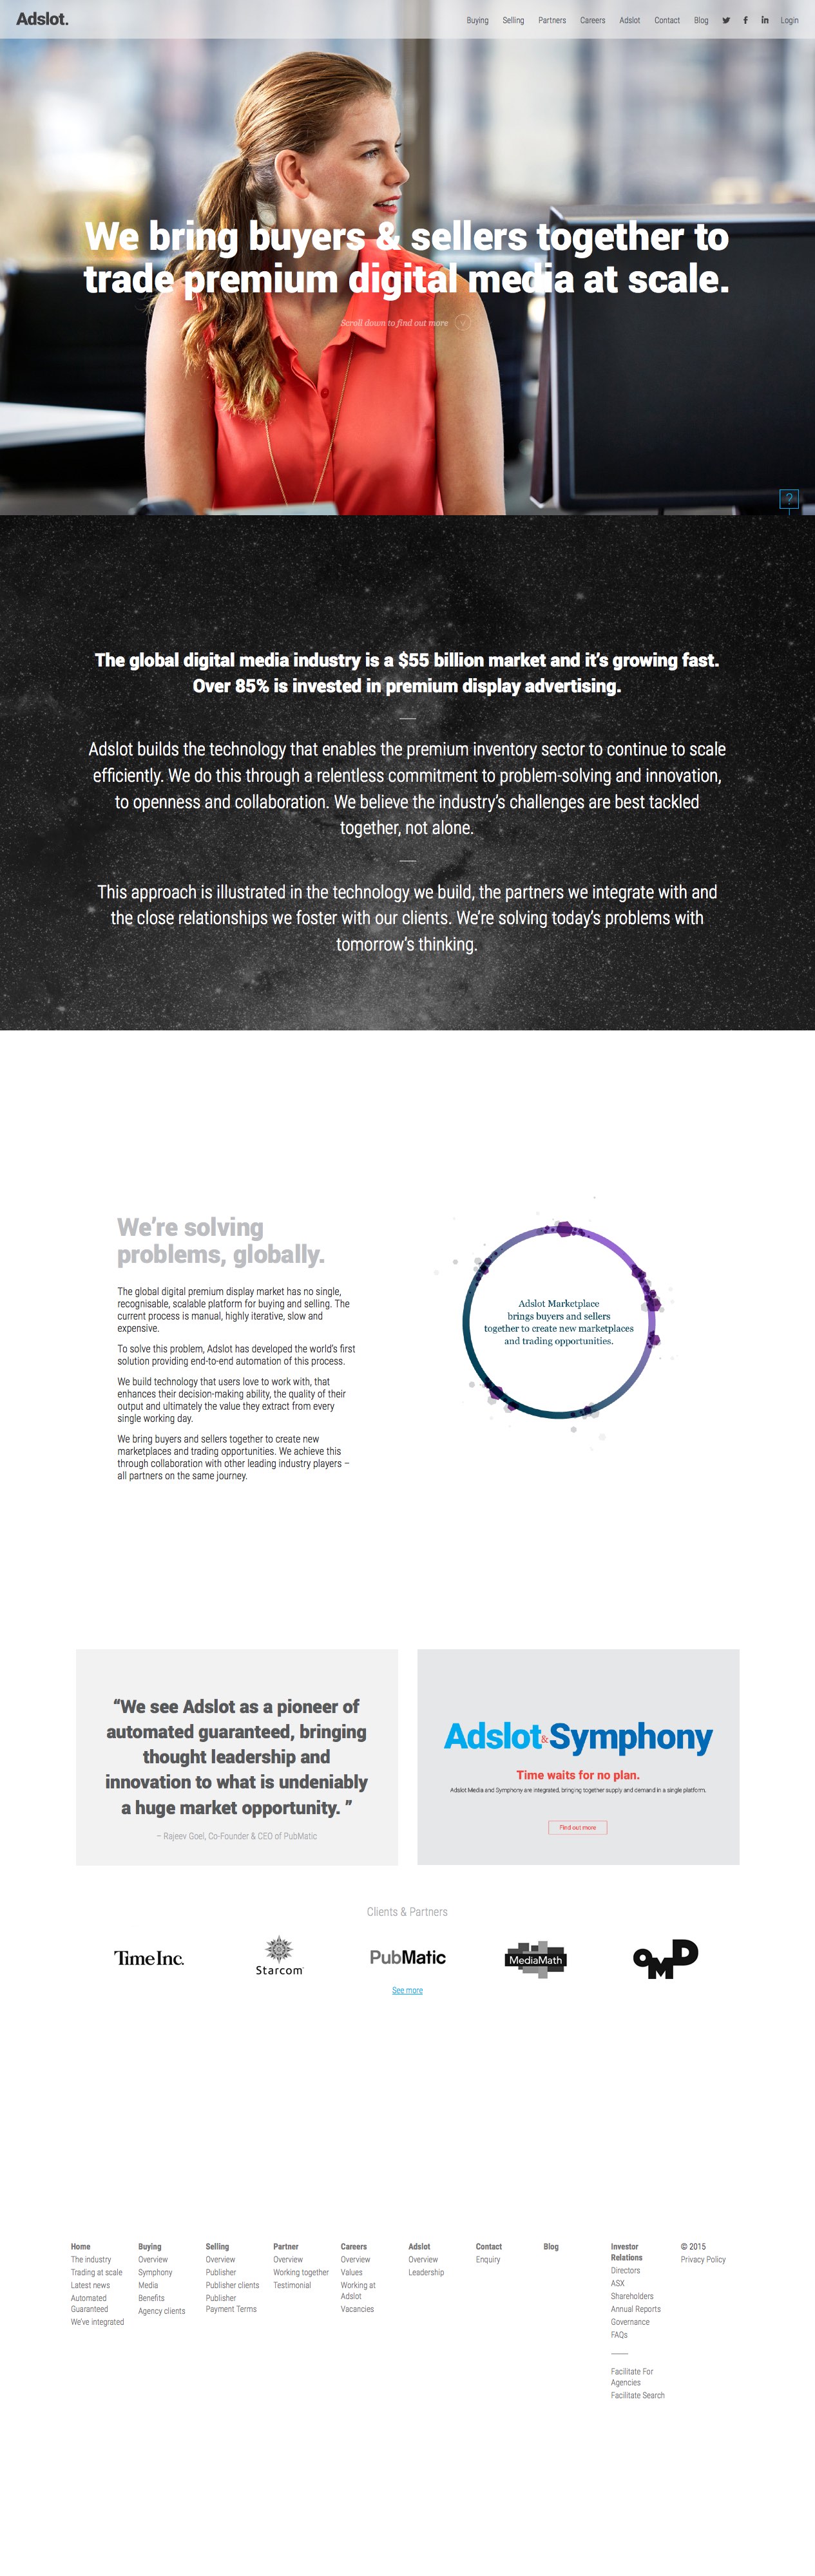 Adslot.
Buying Selling Partners Careers Adslot Contact Blog Login
We bring buyers & sellers together to
trade premium digital media at scale.
Scroll down to find out more
?
The global digital media industry is a $55 billion market and it's growing fast.
Over 85% is invested in premium display advertising.
Adslot builds the technology that enables the premium inventory sector to continue to scale
efficiently. We do this through a relentless commitment to problem-solving and innovation,
to openness and collaboration. We believe the industry's challenges are best tackled
together, not alone.
This approach is illustrated in the technology we build, the partners we integrate with and
the close relationships we foster with our clients. We're solving today's problems with
tomorrow's thinking.
We're solving
problems, globally.
The global digital premium display market has no single,
recognisable, scalable platform for buying and selling. The
current process is manual, highly iterative, slow and
expensive.
To solve this problem, Adslot has developed the world's first
solution providing end-to-end automation of this process.
We build technology that users love to work with, that
enhances their decision-making ability, the quality of their
output and ultimately the value they extract from every
single working day.
We bring buyers and sellers together to create new
marketplaces and trading opportunities. We achieve this
through collaboration with other leading industry players –
all partners on the same journey.
Adslot Marketplace
brings buyers and sellers
together to create new marketplaces
and trading opportunities.
“We see Adslot as a pioneer of
automated guaranteed, bringing
thought leadership and
innovation to what is undeniably
a huge market opportunity. ”
– Rajeev Goel, Co-Founder & CEO of PubMatic
Adslot & Symphony
Time waits for no plan.
Adslot Media and Symphony are integrated, bringing together supply and demand in a single platform.
Find out more
Clients & Partners
Time Inc.
Starcom
PubMatic
MediaMath
OMD
See more
Home
The industry
Trading at scale
Latest news
Automated
Guaranteed
We've integrated
Buying
Overview
Symphony
Media
Benefits
Agency clients
Selling
Overview
Publisher
Publisher clients
Publisher
Payment Terms
Partner
Overview
Working together
Testimonial
Careers
Overview
Values
Working at
Adslot
Vacancies
Adslot
Overview
Leadership
Contact
Enquiry
Blog
Investor
Relations
Directors
ASX
Shareholders
Annual Reports
Governance
FAQs
Facilitate For
Agencies
Facilitate Search
© 2015
Privacy Policy